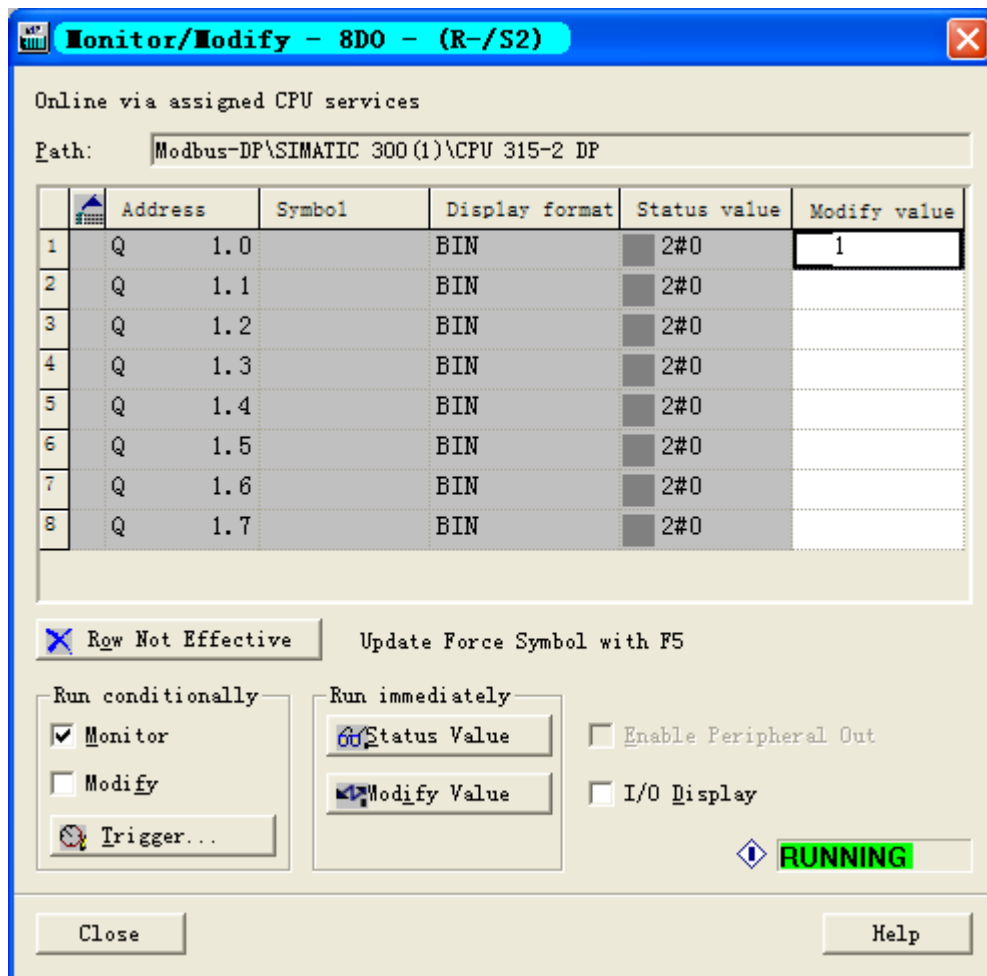 Monitor/Modify - 8DO - (R-/S2)
Online via assigned CPU services
Path: Modbus-DP\SIMATIC 300(1)\CPU 315-2 DP
Address Symbol Display format Status value Modify value
1 Q 1.0 BIN 2#0 1
2 Q 1.1 BIN 2#0
3 Q 1.2 BIN 2#0
4 Q 1.3 BIN 2#0
5 Q 1.4 BIN 2#0
6 Q 1.5 BIN 2#0
7 Q 1.6 BIN 2#0
8 Q 1.7 BIN 2#0
Row Not Effective Update Force Symbol with F5
Run conditionally Run immediately
Monitor Status Value Enable Peripheral Out
Modify Modify Value I/O Display
Trigger...
RUNNING
Close Help